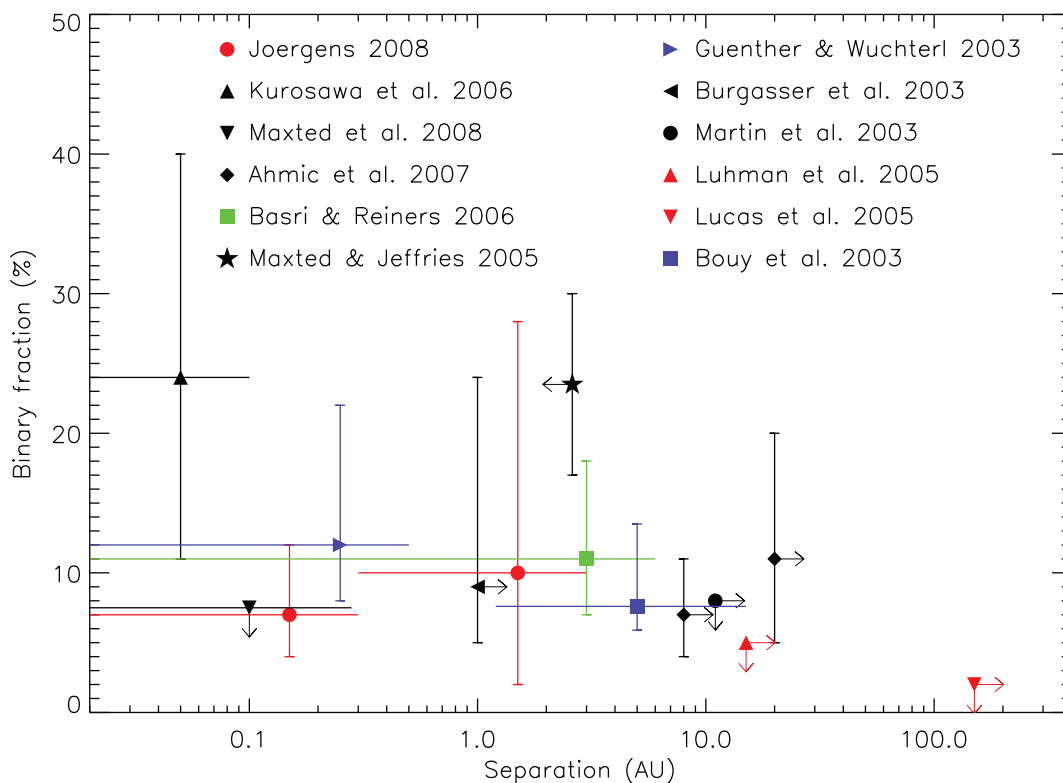 50
40
30
20
10
0
Binary fraction (%)
Joergens 2008
Kurosawa et al. 2006
Maxted et al. 2008
Ahmic et al. 2007
Basri & Reiners 2006
Maxted & Jeffries 2005
Guenther & Wuchterl 2003
Burgasser et al. 2003
Martin et al. 2003
Luhman et al. 2005
Lucas et al. 2005
Bouy et al. 2003
0.1 1.0 10.0 100.0
Separation (AU)